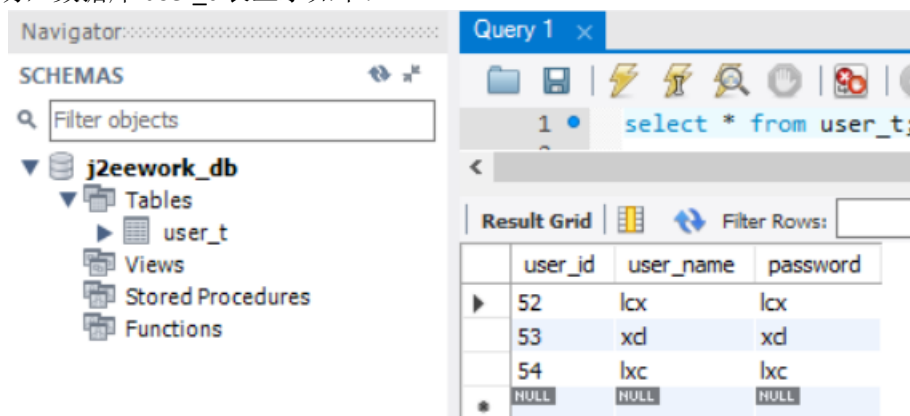 Navigator
SCHEMAS
Filter objects
j2eework_db
Tables
user_t
Views
Stored Procedures
Functions
Query 1
1
select * from user_t;
Result Grid
Filter Rows:
user_id user_name password
52 lcx lcx
53 xd xd
54 lxc lxc
NULL NULL NULL